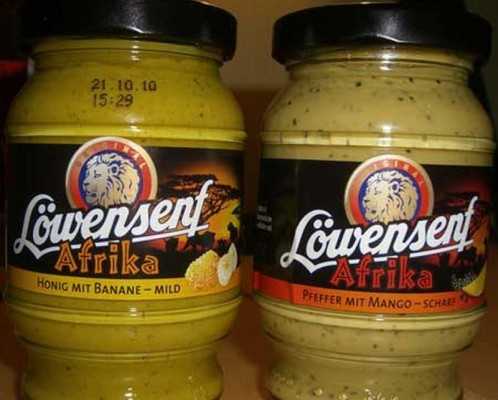 21.10.10
15:29
ORIGINAL
Löwensenf
Afrika
HONIG MIT BANANE – MILD
ORIGINAL
Löwensenf
Afrika
PFEFFER MIT MANGO – SCHARF